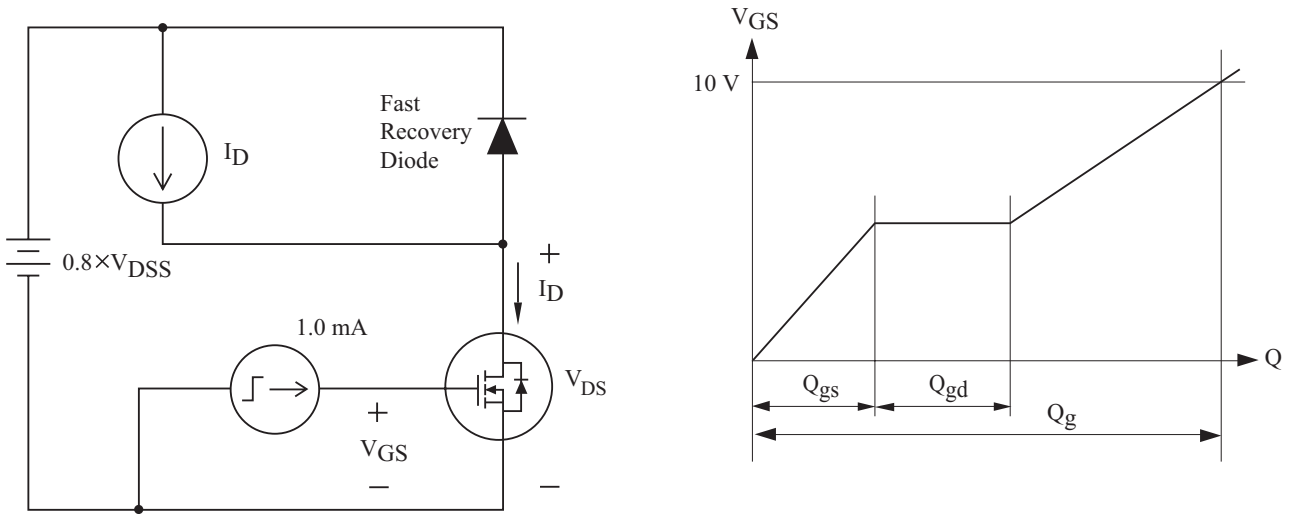 I_D
Fast
Recovery
Diode
0.8×V_DSS
+
I_D
1.0 mA
V_DS
+
V_GS
−
−
V_GS
10 V
Q
Q_gs
Q_gd
Q_g